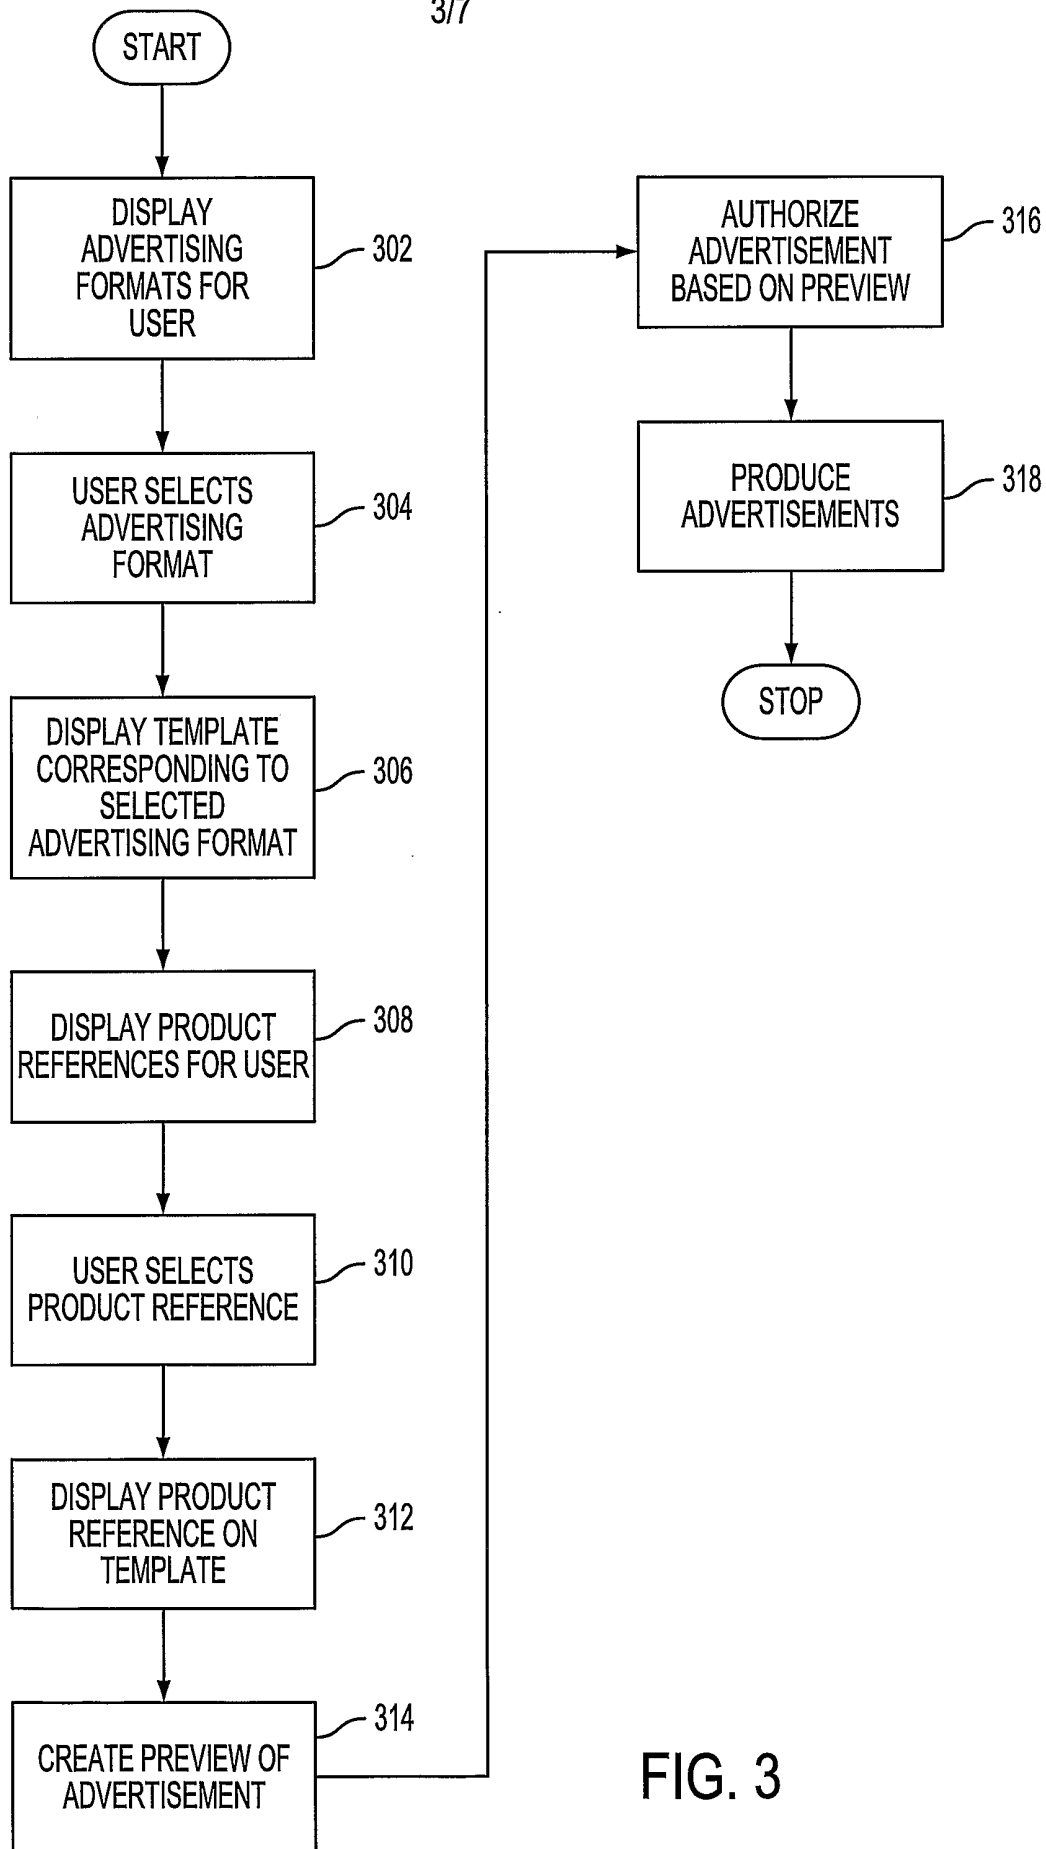 3/7
START
DISPLAY
ADVERTISING
FORMATS FOR
USER
302
USER SELECTS
ADVERTISING
FORMAT
304
DISPLAY TEMPLATE
CORRESPONDING TO
SELECTED
ADVERTISING FORMAT
306
DISPLAY PRODUCT
REFERENCES FOR USER
308
USER SELECTS
PRODUCT REFERENCE
310
DISPLAY PRODUCT
REFERENCE ON
TEMPLATE
312
CREATE PREVIEW OF
ADVERTISEMENT
314
AUTHORIZE
ADVERTISEMENT
BASED ON PREVIEW
316
PRODUCE
ADVERTISEMENTS
318
STOP
FIG. 3